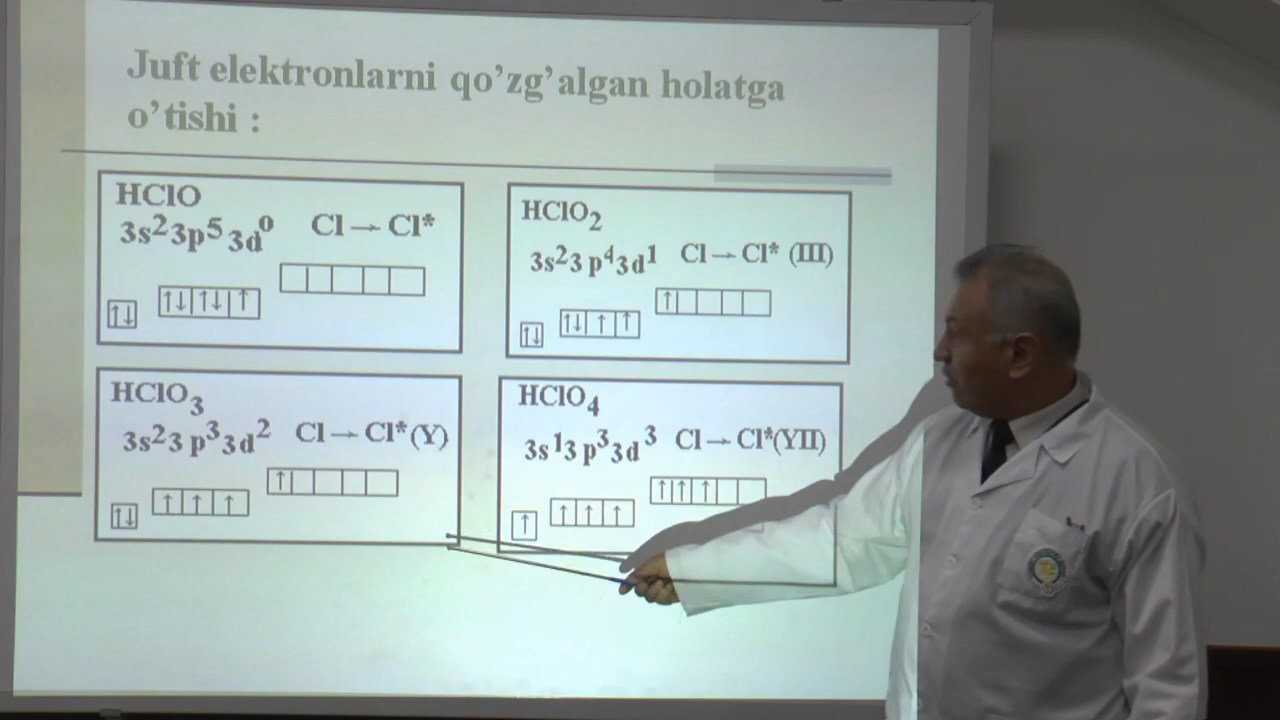 Juft elektronlarni qo’zg’algan holatga
o’tishi :
HClO
3s²3p⁵3d⁰ Cl → Cl*
↑↓ ↑↓ ↑↓ ↑
HClO₂
3s²3p⁴3d¹ Cl → Cl* (III)
↑↓ ↑↓ ↑ ↑ ↑
HClO₃
3s²3p³3d² Cl → Cl* (Y)
↑↓ ↑ ↑ ↑ ↑
HClO₄
3s¹3p³3d³ Cl → Cl*(YII)
↑ ↑ ↑ ↑ ↑ ↑ ↑